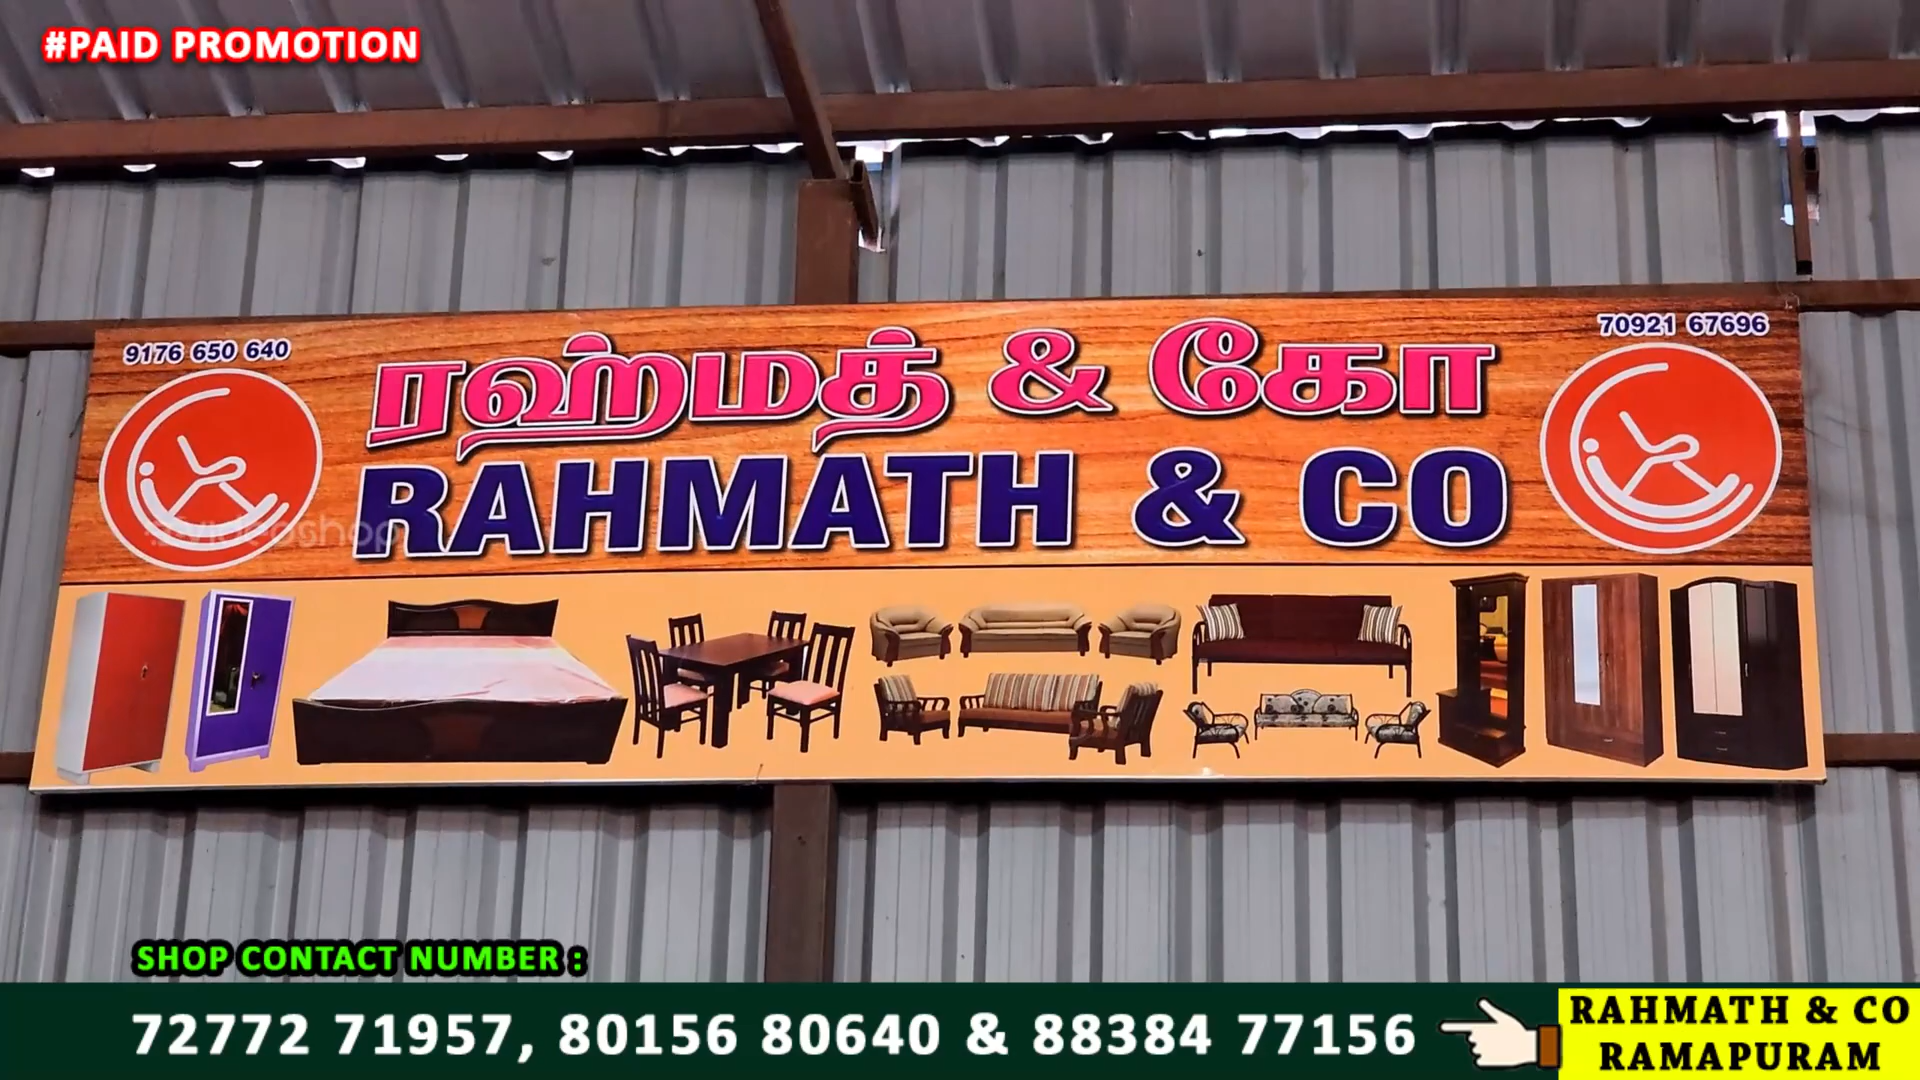 #PAID PROMOTION
9176 650 640
70921 67696
ரஹ்மத் & கோ
RAHMATH & CO
videoshop
SHOP CONTACT NUMBER :
72772 71957, 80156 80640 & 88384 77156
RAHMATH & CO
RAMAPURAM